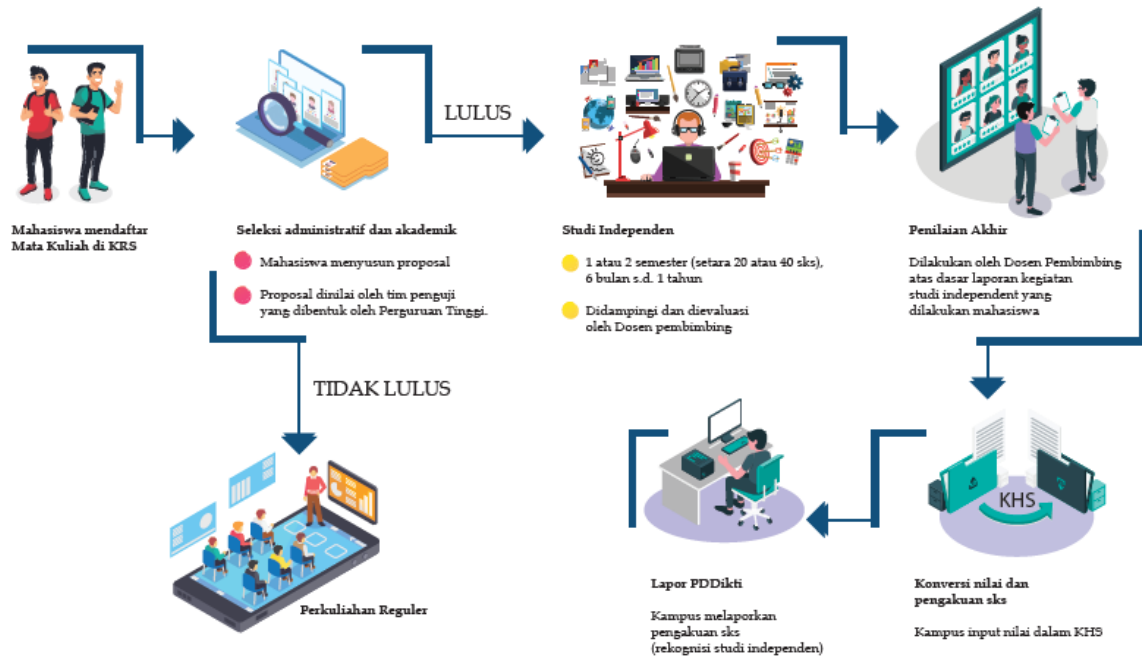 Mahasiswa mendaftar
Mata Kuliah di KRS
Seleksi administratif dan akademik
Mahasiswa menyusun proposal
Proposal dinilai oleh tim penguji
yang dibentuk oleh Perguruan Tinggi.
LULUS
Studi Independen
1 atau 2 semester (setara 20 atau 40 sks),
6 bulan s.d. 1 tahun
Didampingi dan dievaluasi
oleh Dosen pembimbing
Penilaian Akhir
Dilakukan oleh Dosen Pembimbing
atas dasar laporan kegiatan
studi independent yang
dilakukan mahasiswa
TIDAK LULUS
Perkuliahan Reguler
KHS
Konversi nilai dan
pengakuan sks
Kampus input nilai dalam KHS
Lapor PDDikti
Kampus melaporkan
pengakuan sks
(rekognisi studi independen)